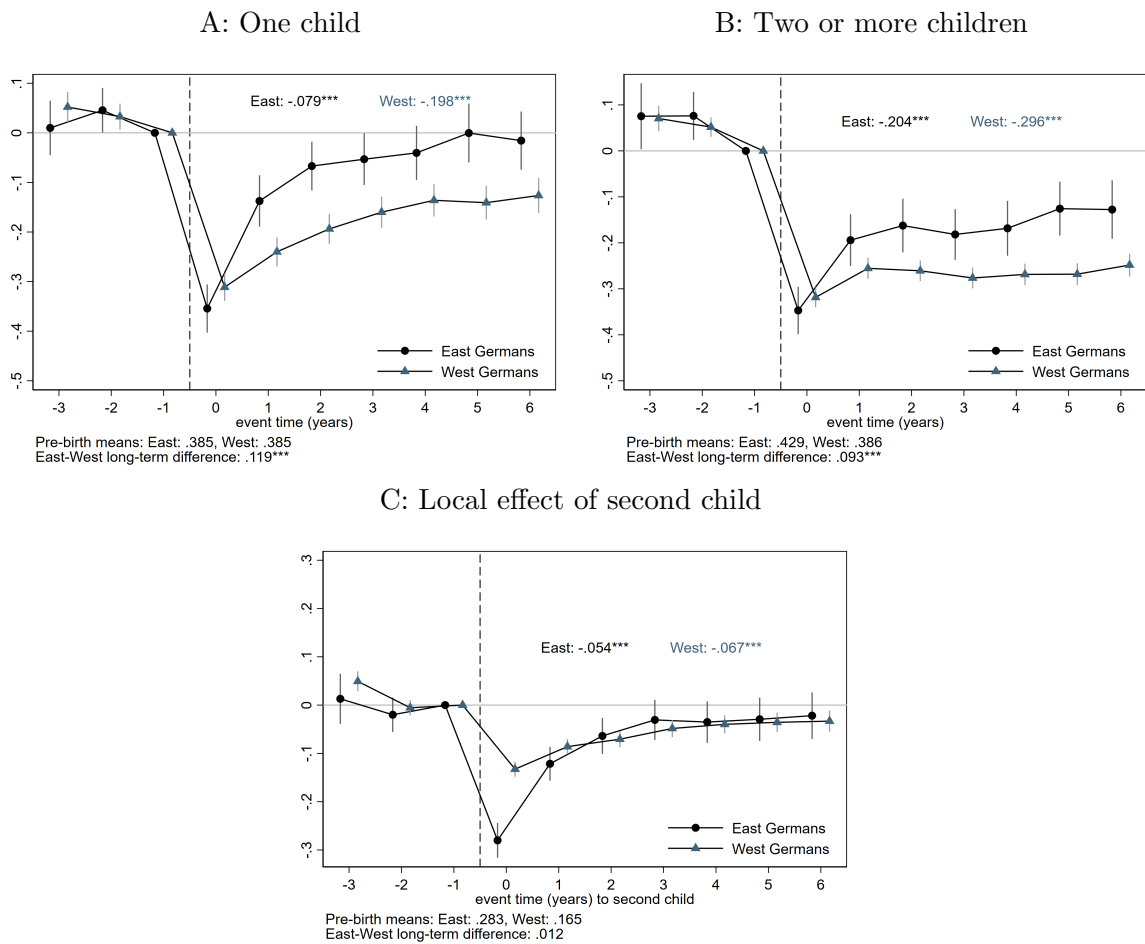 A: One child
.1
0
-.1
-.2
-.3
-.4
-.5
East: -.079***
West: -.198***
East Germans
West Germans
-3 -2 -1 0 1 2 3 4 5 6
event time (years)
Pre-birth means: East: .385, West: .385
East-West long-term difference: .119***
B: Two or more children
.1
0
-.1
-.2
-.3
-.4
-.5
East: -.204***
West: -.296***
East Germans
West Germans
-3 -2 -1 0 1 2 3 4 5 6
event time (years)
Pre-birth means: East: .429, West: .386
East-West long-term difference: .093***
C: Local effect of second child
.3
.2
.1
0
-.1
-.2
-.3
East: -.054***
West: -.067***
East Germans
West Germans
-3 -2 -1 0 1 2 3 4 5 6
event time (years) to second child
Pre-birth means: East: .283, West: .165
East-West long-term difference: .012